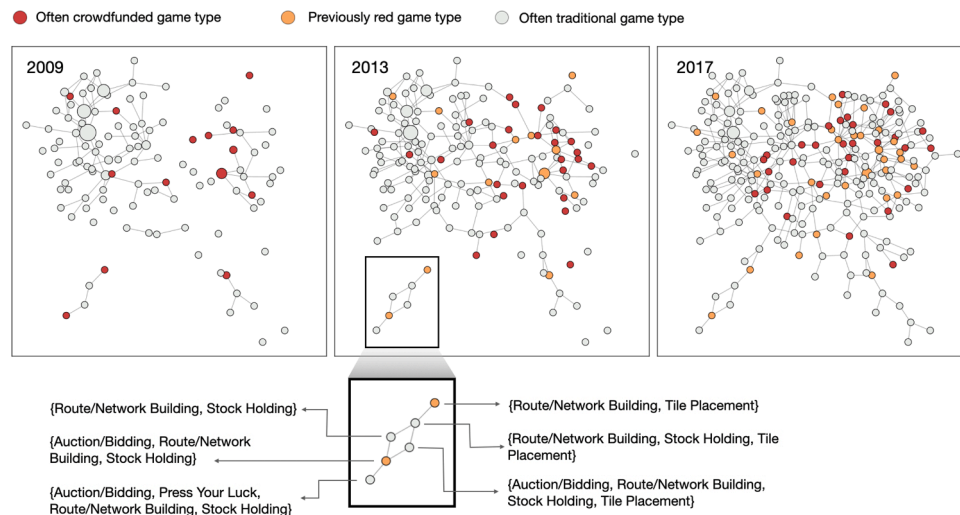 Often crowdfunded game type
Previously red game type
Often traditional game type
2009
2013
2017
{Route/Network Building, Stock Holding}
{Auction/Bidding, Route/Network
Building, Stock Holding}
{Auction/Bidding, Press Your Luck,
Route/Network Building, Stock Holding}
{Route/Network Building, Tile Placement}
{Route/Network Building, Stock Holding, Tile
Placement}
{Auction/Bidding, Route/Network Building,
Stock Holding, Tile Placement}